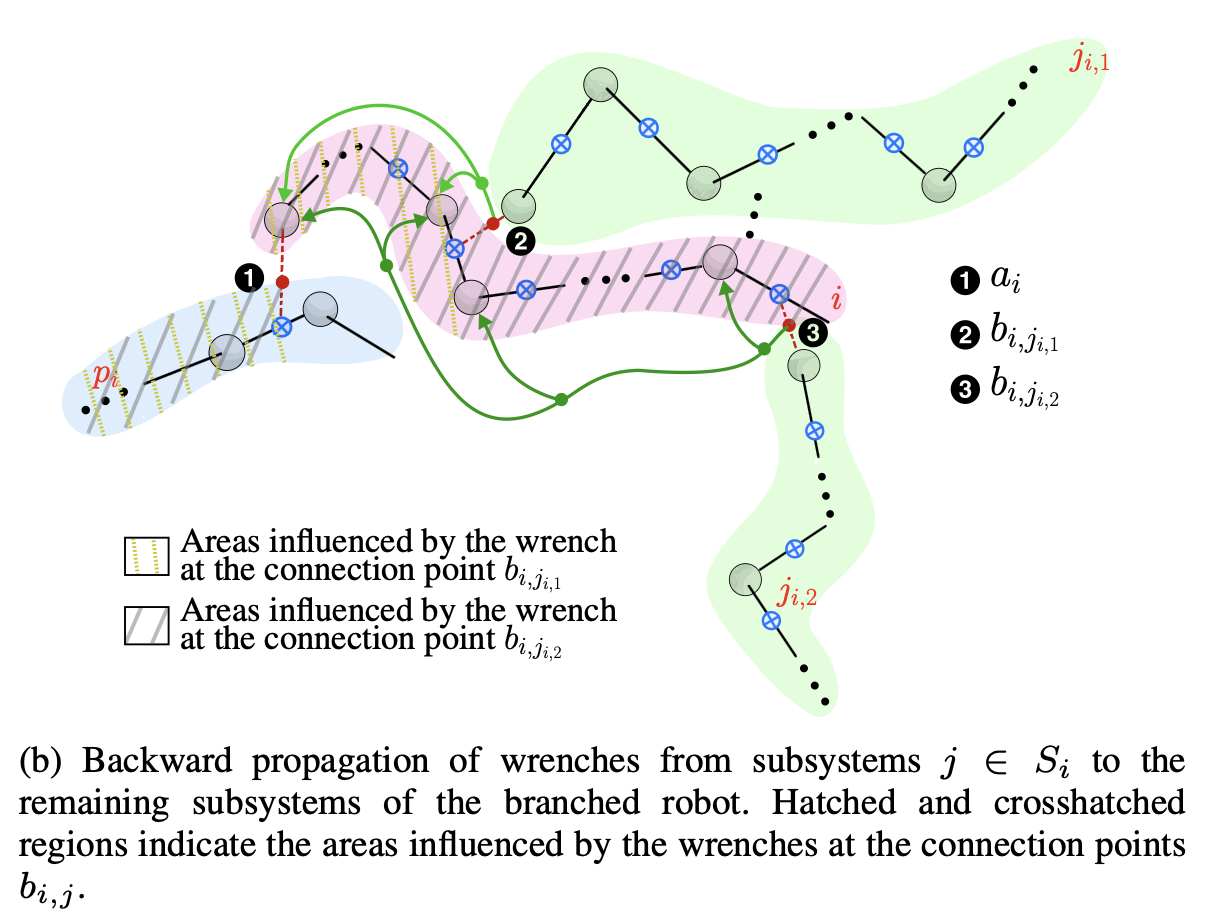 j_{i,1}
❷
❶
i
❶ a_i
❸
❷ b_{i,j_{i,1}}
p_i
❸ b_{i,j_{i,2}}
Areas influenced by the wrench
at the connection point b_{i,j_{i,1}}
j_{i,2}
Areas influenced by the wrench
at the connection point b_{i,j_{i,2}}
(b) Backward propagation of wrenches from subsystems j ∈ S_i to the
remaining subsystems of the branched robot. Hatched and crosshatched
region indicate the areas influenced by the wrenches at the connection points
b_{i,j}.